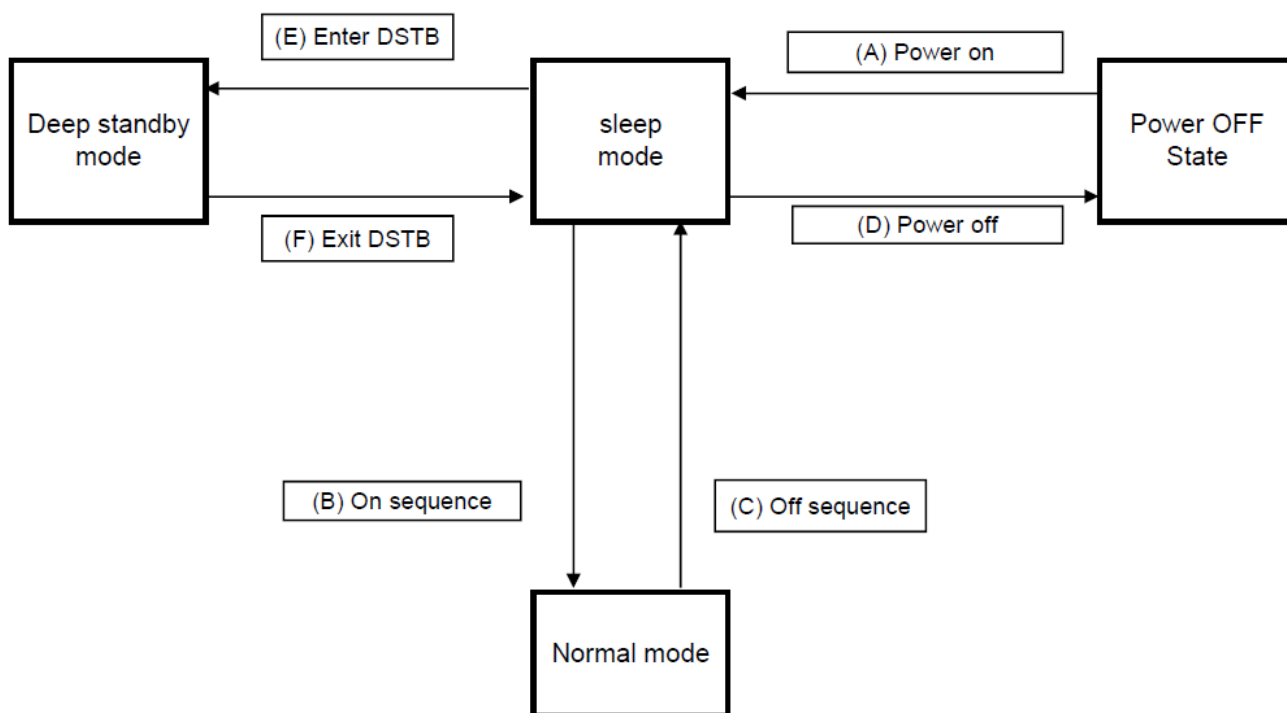 (E) Enter DSTB
(A) Power on
Deep standby
mode
sleep
mode
Power OFF
State
(F) Exit DSTB
(D) Power off
(B) On sequence
(C) Off sequence
Normal mode